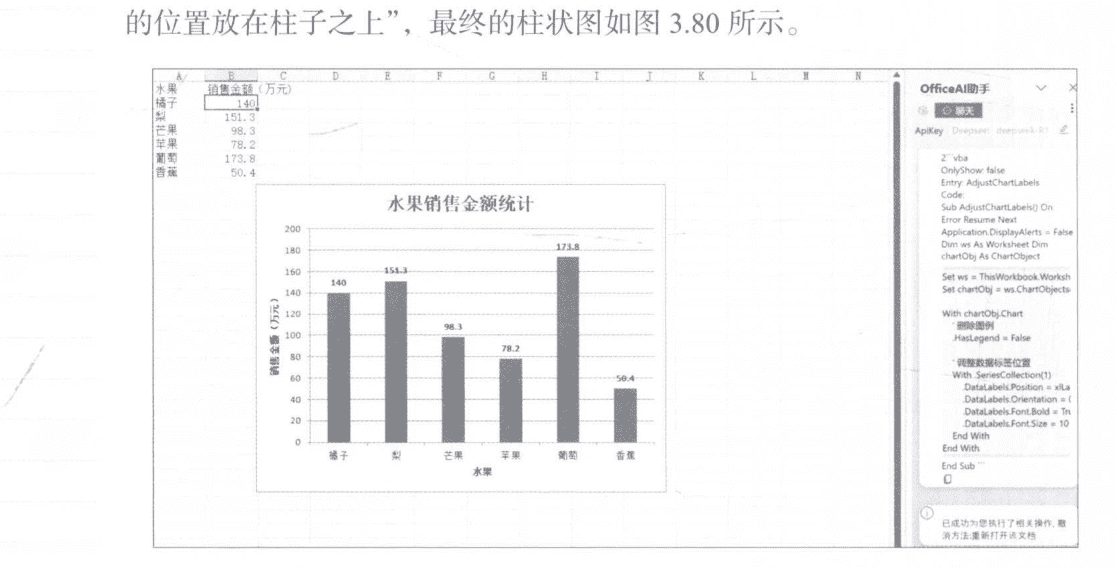 的位置放在柱子之上”，最终的柱状图如图 3.80 所示。
A B C D E F G H I J K L M N
水果 销售金额（万元）
橘子 140
梨 151.3
芒果 98.3
苹果 78.2
葡萄 173.8
香蕉 50.4
水果销售金额统计
200
180
160
140
120
100
80
60
40
20
0
销售金额（万元）
140
151.3
98.3
78.2
173.8
50.4
橘子 梨 芒果 苹果 葡萄 香蕉
水果
OfficeAI助手
聊天
ApiKey Deepseek deepseek-R1
2```vba
OnlyShow: false
Entry: AdjustChartLabels
Code:
Sub AdjustChartLabels() On
Error Resume Next
Application.DisplayAlerts = False
Dim ws As Worksheet Dim
chartObj As ChartObject
Set ws = ThisWorkbook.Worksh
Set chartObj = ws.ChartObjects
With chartObj.Chart
' 删除图例
.HasLegend = False
' 调整数据标签位置
With .SeriesCollection(1)
.DataLabels.Position = xlLa
.DataLabels.Orientation =
.DataLabels.Font.Bold = Tru
.DataLabels.Font.Size = 10
End With
End With
End Sub ```
已成功为您执行了相关操作, 撤
消方法:重新打开该文档